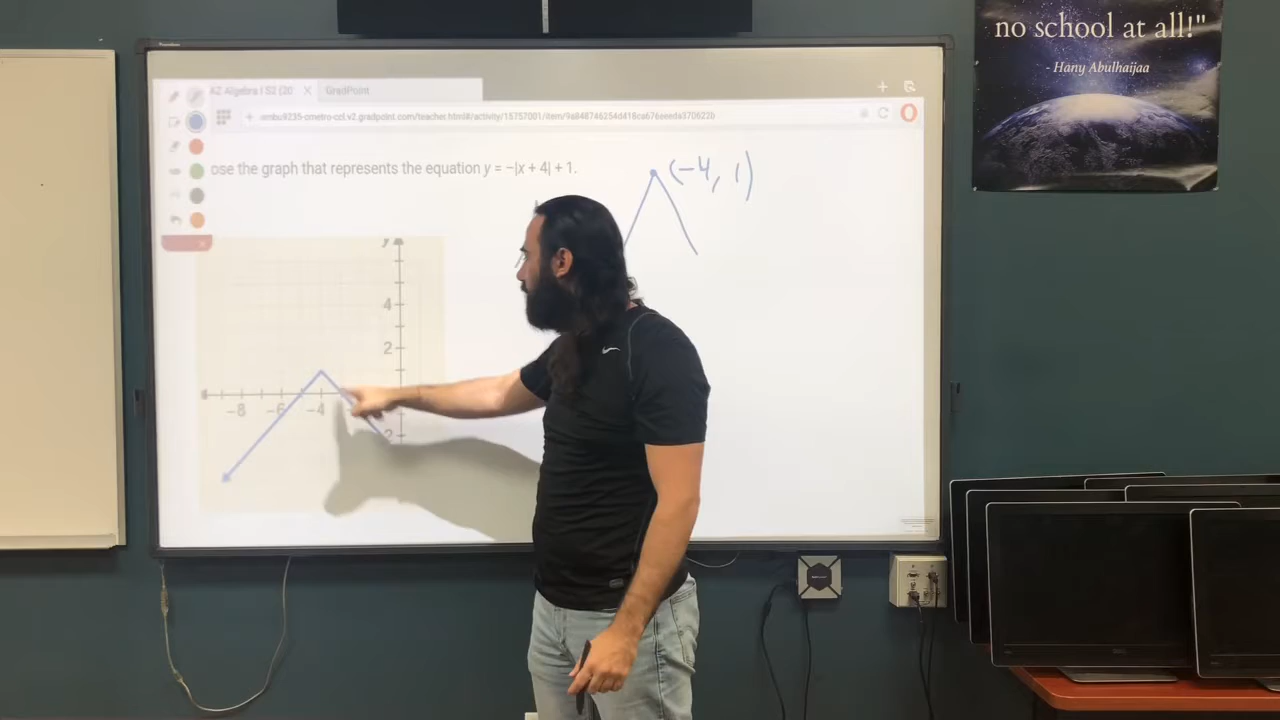 no school at all!"
- Hany Abulhaijaa
AZ Algebra I S2 (20
GradPoint
ose the graph that represents the equation y = −|x + 4| + 1.
(-4, 1)
y
4
2
−8 −6 −4
2